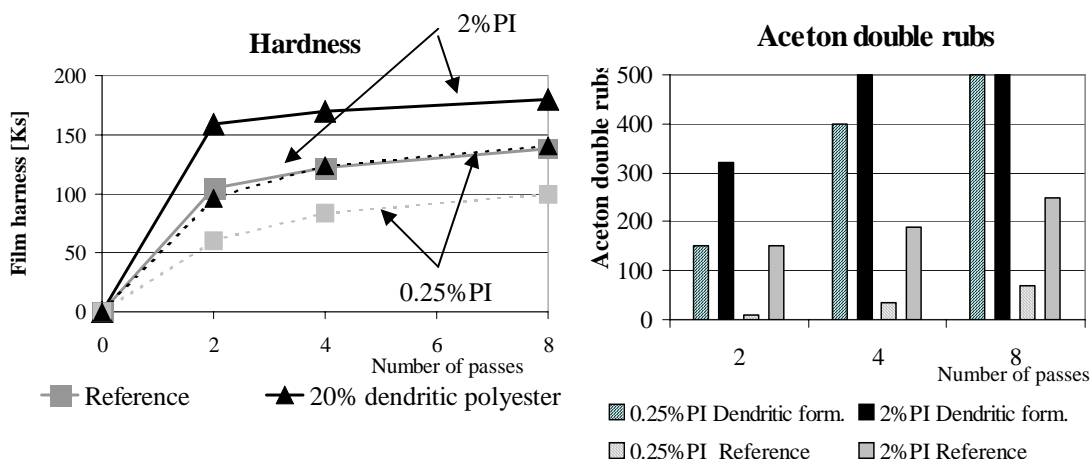 Hardness
2%PI
Film harness [Ks]
200
150
100
50
0
0.25%PI
0 2 4 6 8
Number of passes
Reference 20% dendritic polyester
Aceton double rubs
Aceton double rubs
500
400
300
200
100
0
2 4 8
Number of passes
0.25%PI Dendritic form. 2%PI Dendritic form.
0.25%PI Reference 2%PI Reference